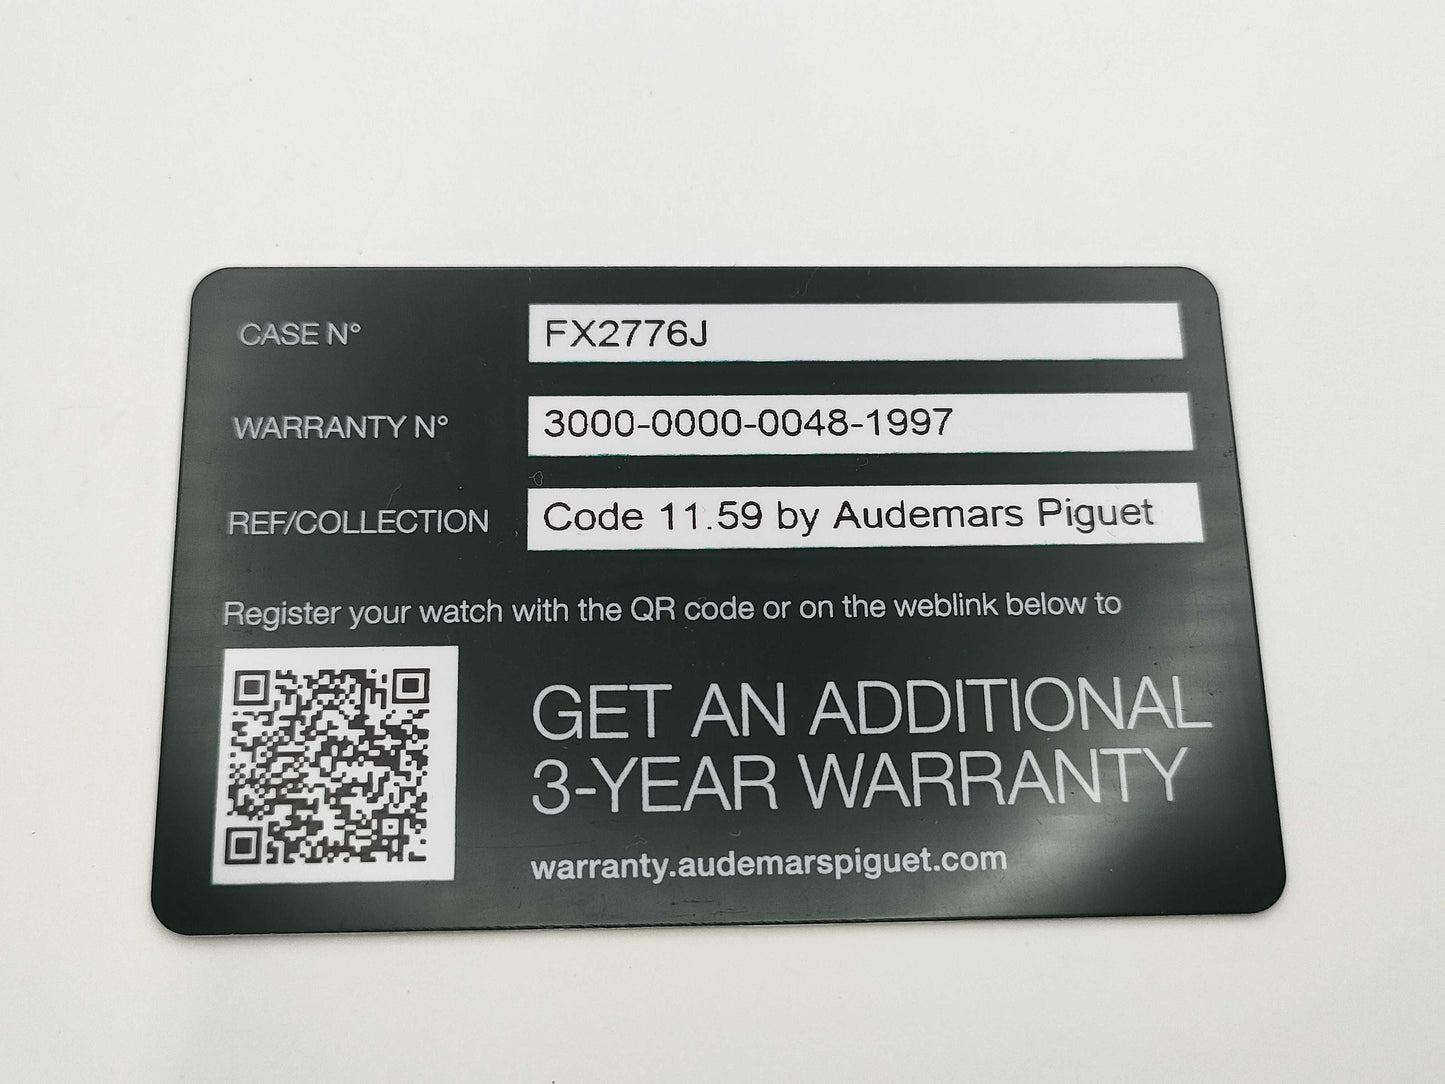 CASE N° FX2776J
WARRANTY N° 3000-0000-0048-1997
REF/COLLECTION Code 11.59 by Audemars Piguet
Register your watch with the QR code or on the weblink below to
GET AN ADDITIONAL
3-YEAR WARRANTY
warranty.audemarspiguet.com